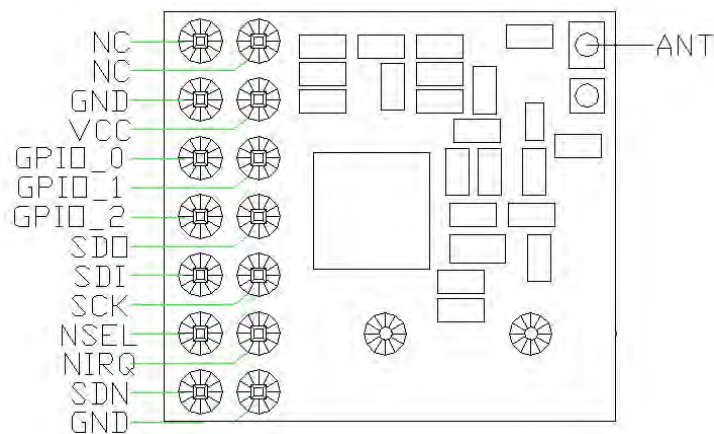 NC
ANT
NC
GND
VCC
GPIO_0
GPIO_1
GPIO_2
SDO
SDI
SCK
NSEL
NIRQ
SDN
GND